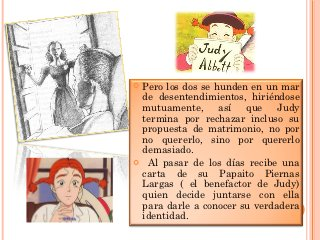 Judy
Abbott
Pero los dos se hunden en un mar
de desentendimientos, hiriéndose
mutuamente, así que Judy
termina por rechazar incluso su
propuesta de matrimonio, no por
no quererlo, sino por quererlo
demasiado.
Al pasar de los días recibe una
carta de su Papaito Piernas
Largas ( el benefactor de Judy)
quien decide juntarse con ella
para darle a conocer su verdadera
identidad.